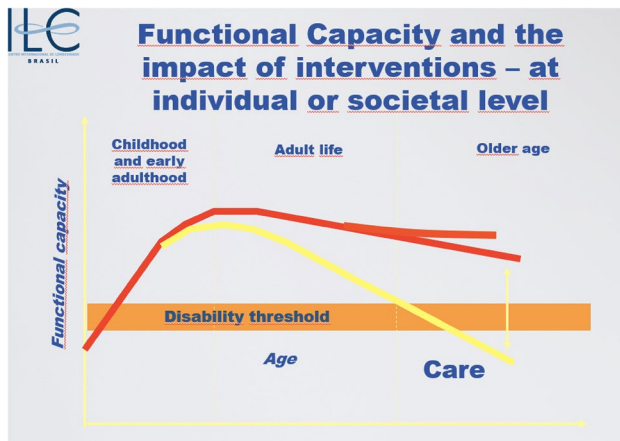 ILC
BRASIL
Functional Capacity and the
impact of interventions – at
individual or societal level
Childhood
and early
adulthood
Adult life
Older age
Functional capacity
Disability threshold
Age
Care